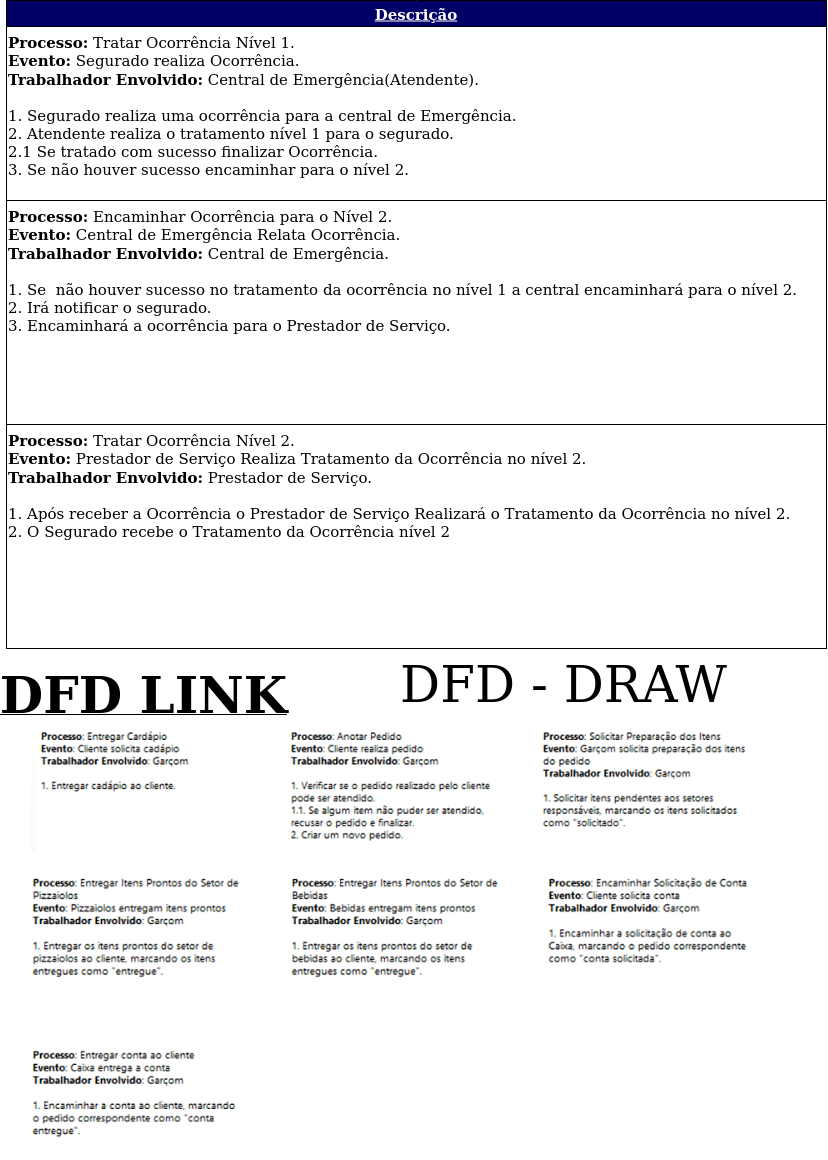 Descrição
Processo: Tratar Ocorrência Nível 1.
Evento: Segurado realiza Ocorrência.
Trabalhador Envolvido: Central de Emergência(Atendente).
1. Segurado realiza uma ocorrência para a central de Emergência.
2. Atendente realiza o tratamento nível 1 para o segurado.
2.1 Se tratado com sucesso finalizar Ocorrência.
3. Se não houver sucesso encaminhar para o nível 2.
Processo: Encaminhar Ocorrência para o Nível 2.
Evento: Central de Emergência Relata Ocorrência.
Trabalhador Envolvido: Central de Emergência.
1. Se  não houver sucesso no tratamento da ocorrência no nível 1 a central encaminhará para o nível 2.
2. Irá notificar o segurado.
3. Encaminhará a ocorrência para o Prestador de Serviço.
Processo: Tratar Ocorrência Nível 2.
Evento: Prestador de Serviço Realiza Tratamento da Ocorrência no nível 2.
Trabalhador Envolvido: Prestador de Serviço.
1. Após receber a Ocorrência o Prestador de Serviço Realizará o Tratamento da Ocorrência no nível 2.
2. O Segurado recebe o Tratamento da Ocorrência nível 2
DFD LINK
DFD - DRAW
Processo: Entregar Cardápio
Evento: Cliente solicita cadápio
Trabalhador Envolvido: Garçom
1. Entregar cadápio ao cliente.
Processo: Anotar Pedido
Evento: Cliente realiza pedido
Trabalhador Envolvido: Garçom
1. Verificar se o pedido realizado pelo cliente
pode ser atendido.
1.1. Se algum item não puder ser atendido,
recusar o pedido e finalizar.
2. Criar um novo pedido.
Processo: Solicitar Preparação dos Itens
Evento: Garçom solicita preparação dos itens
do pedido
Trabalhador Envolvido: Garçom
1. Solicitar itens pendentes aos setores
responsáveis, marcando os itens solicitados
como "solicitado".
Processo: Entregar Itens Prontos do Setor de
Pizzaiolos
Evento: Pizzaiolos entregam itens prontos
Trabalhador Envolvido: Garçom
1. Entregar os itens prontos do setor de
pizzaiolos ao cliente, marcando os itens
entregues como "entregue".
Processo: Entregar Itens Prontos do Setor de
Bebidas
Evento: Bebidas entregam itens prontos
Trabalhador Envolvido: Garçom
1. Entregar os itens prontos do setor de
bebidas ao cliente, marcando os itens
entregues como "entregue".
Processo: Encaminhar Solicitação de Conta
Evento: Cliente solicita conta
Trabalhador Envolvido: Garçom
1. Encaminhar a solicitação de conta ao
Caixa, marcando o pedido correspondente
como "conta solicitada".
Processo: Entregar conta ao cliente
Evento: Caixa entrega a conta
Trabalhador Envolvido: Garçom
1. Encaminhar a conta ao cliente, marcando
o pedido correspondente como "conta
entregue".